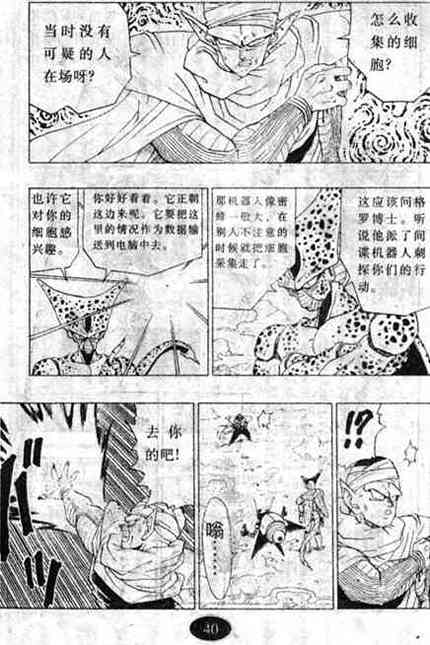 怎么收
集的细
胞?
当时没有
可疑的人
在场呀?
这应该问格
罗博士。听
说他派了间
谍机器人刺
探你们的行
动。
那机器人像密
蜂一般大，在
别人不注意的
时候就把细胞
采集走了。
你好好看着。它正朝
这边来呢。它要把这
里的情况作为数据输
送到电脑中去。
也许它
对你的
细胞感
兴趣。
!?
嗡……
去你
的吧!
40